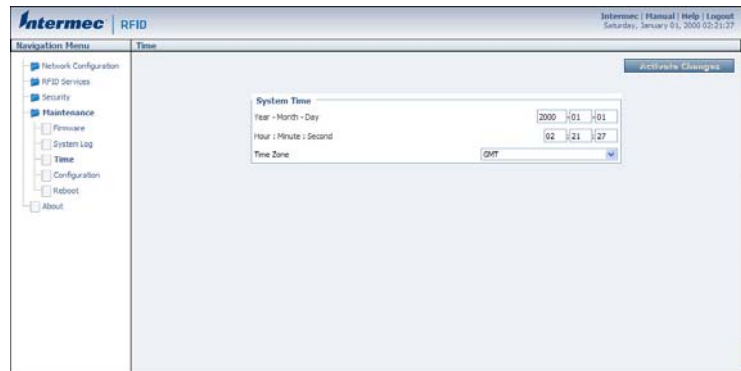 Intermec | RFID
Intermec | Manual | Help | Logout
Saturday, January 01, 2000 02:21:27
Navigation Menu
Time
Network Configuration
RFID Services
Security
Maintenance
Firmware
System Log
Time
Configuration
Reboot
About
Activate Changes
System Time
Year - Month - Day
2000 - 01 - 01
Hour : Minute : Second
02 : 21 : 27
Time Zone
GMT